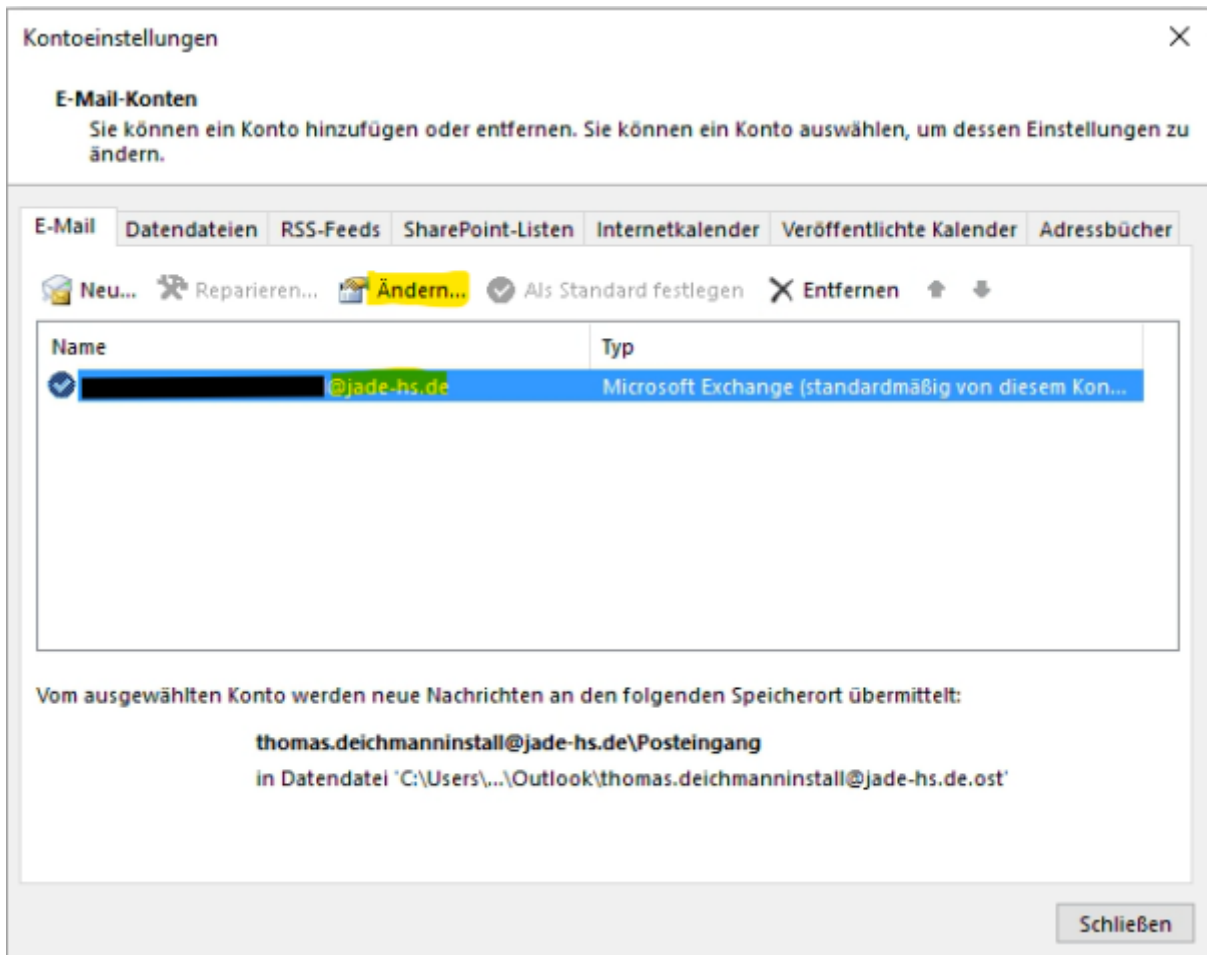 Kontoeinstellungen
E-Mail-Konten
Sie können ein Konto hinzufügen oder entfernen. Sie können ein Konto auswählen, um dessen Einstellungen zu
ändern.
E-Mail Datendateien RSS-Feeds SharePoint-Listen Internetkalender Veröffentlichte Kalender Adressbücher
Neu... Reparieren... Ändern... Als Standard festlegen Entfernen
Name Typ
@jade-hs.de Microsoft Exchange (standardmäßig von diesem Kon...
Vom ausgewählten Konto werden neue Nachrichten an den folgenden Speicherort übermittelt:
thomas.deichmanninstall@jade-hs.de\Posteingang
in Datendatei 'C:\Users\...\Outlook\thomas.deichmanninstall@jade-hs.de.ost'
Schließen